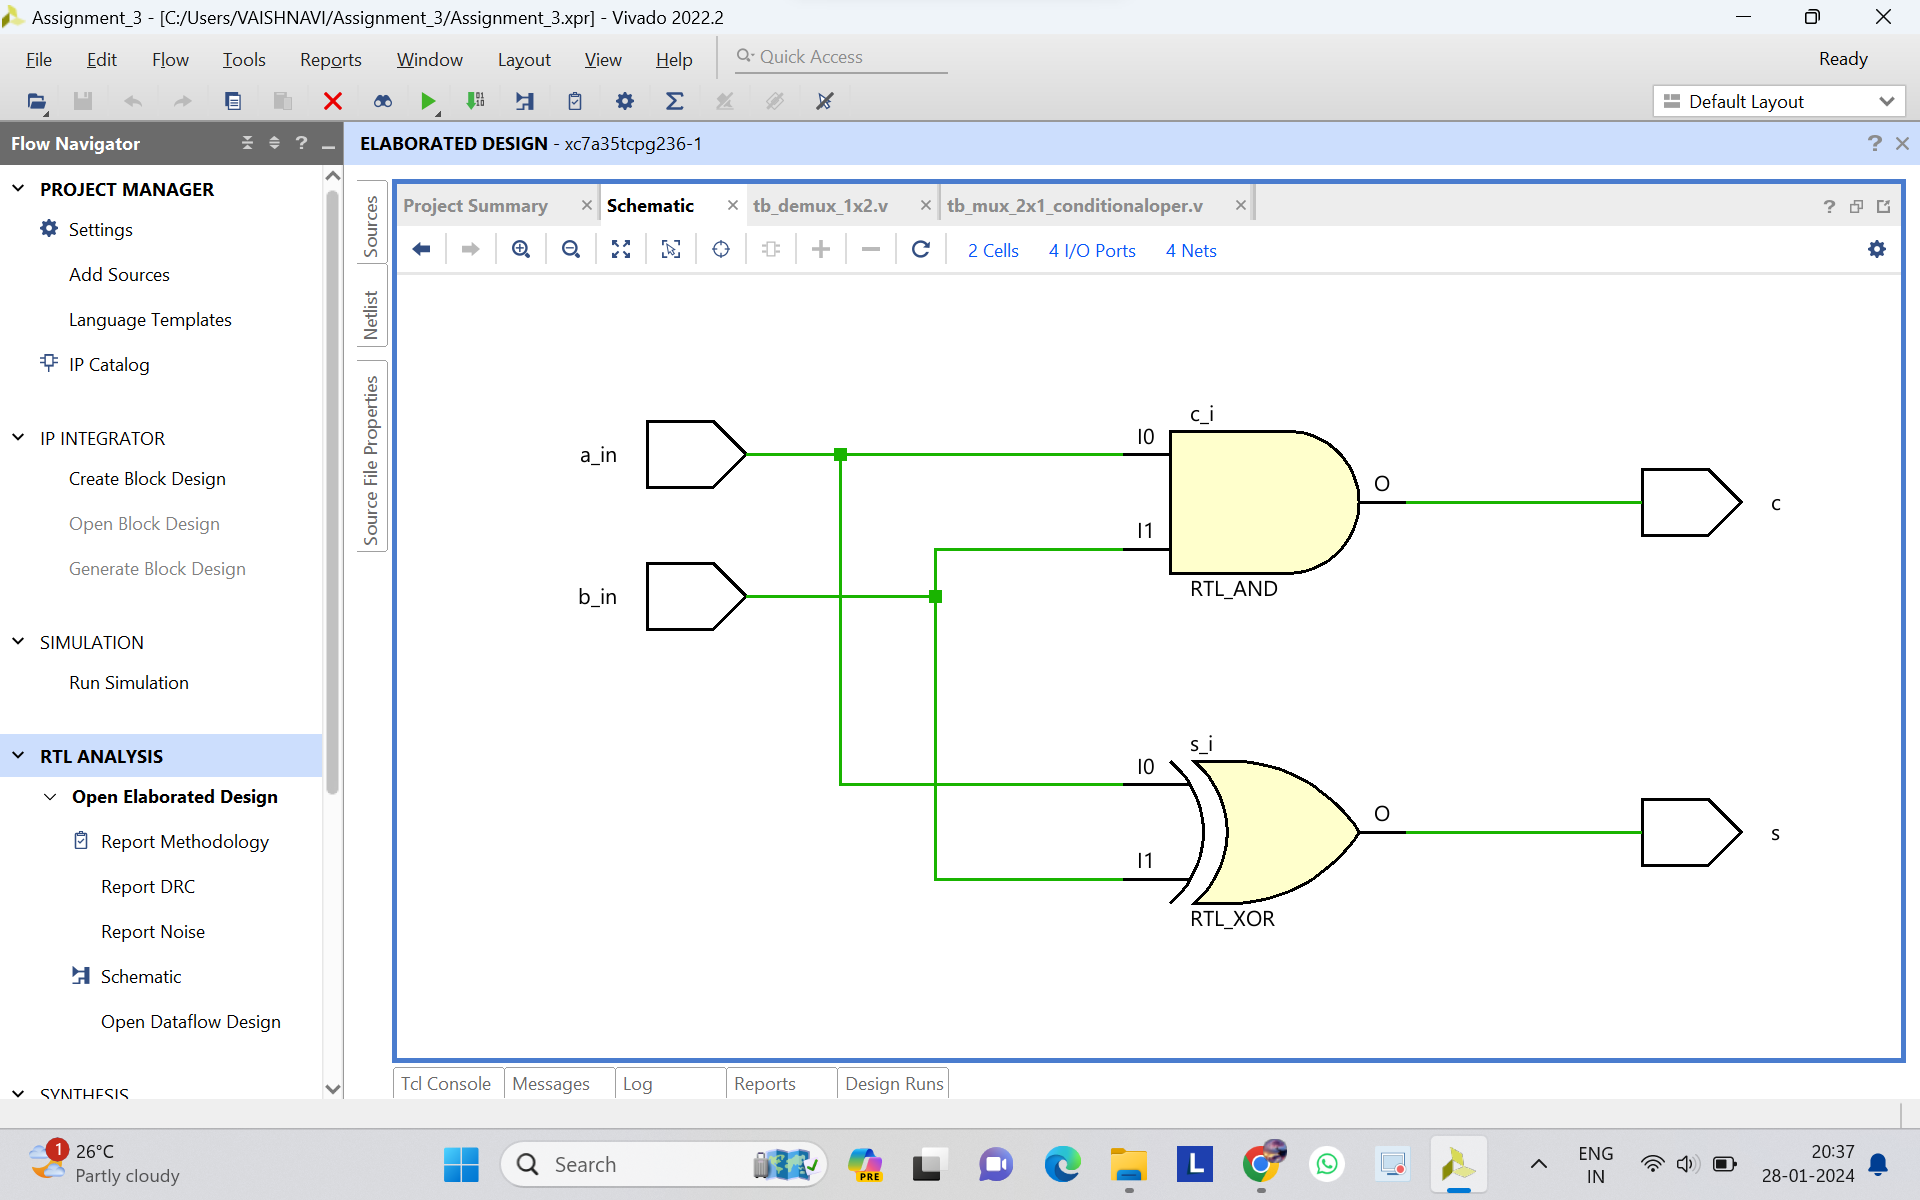 Assignment_3 - [C:/Users/VAISHNAVI/Assignment_3/Assignment_3.xpr] - Vivado 2022.2
File Edit Flow Tools Reports Window Layout View Help Quick Access Ready
Default Layout
Flow Navigator
ELABORATED DESIGN - xc7a35tcpg236-1
PROJECT MANAGER
Settings
Add Sources
Language Templates
IP Catalog
IP INTEGRATOR
Create Block Design
Open Block Design
Generate Block Design
SIMULATION
Run Simulation
RTL ANALYSIS
Open Elaborated Design
Report Methodology
Report DRC
Report Noise
Schematic
Open Dataflow Design
SYNTHESIS
Sources
Netlist
Source File Properties
Project Summary Schematic tb_demux_1x2.v tb_mux_2x1_conditionaloper.v
2 Cells 4 I/O Ports 4 Nets
c_i
a_in I0
O
c
I1
b_in
RTL_AND
s_i
I0
O
s
I1
RTL_XOR
Tcl Console Messages Log Reports Design Runs
1
26°C
Partly cloudy
Search
PRE
L
ENG
IN
20:37
28-01-2024